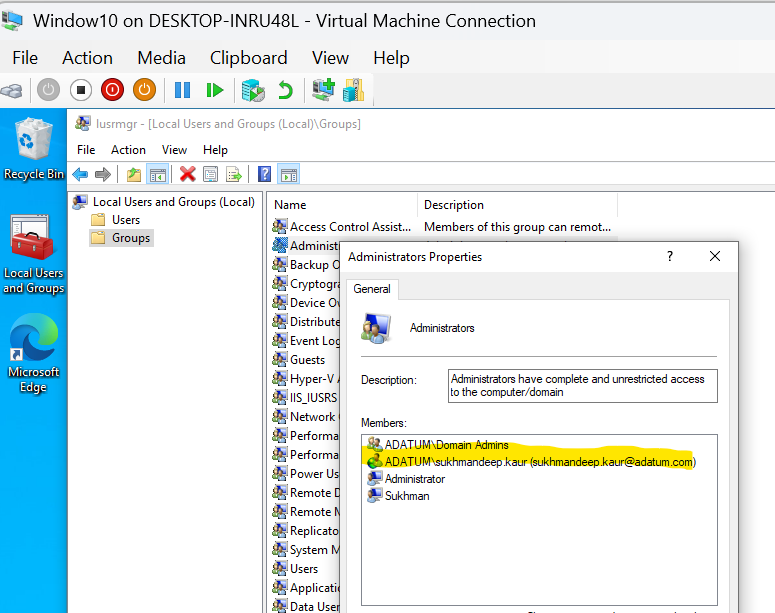 Window10 on DESKTOP-INRU48L - Virtual Machine Connection
File Action Media Clipboard View Help
Recycle Bin
Local Users
and Groups
Microsoft
Edge
lusrmgr - [Local Users and Groups (Local)\Groups]
File Action View Help
Local Users and Groups (Local)
Users
Groups
Name Description
Access Control Assist... Members of this group can remot...
Administ
Backup O
Cryptogra
Device Ow
Distribute
Event Log
Guests
Hyper-V A
IIS_IUSRS
Network
Performa
Performa
Power Us
Remote D
Remote M
Replicato
System M
Users
Applicatio
Data User
Administrators Properties
General
Administrators
Description: Administrators have complete and unrestricted access
to the computer/domain
Members:
ADATUM\Domain Admins
ADATUM\sukhmandeep.kaur (sukhmandeep.kaur@adatum.com)
Administrator
Sukhman